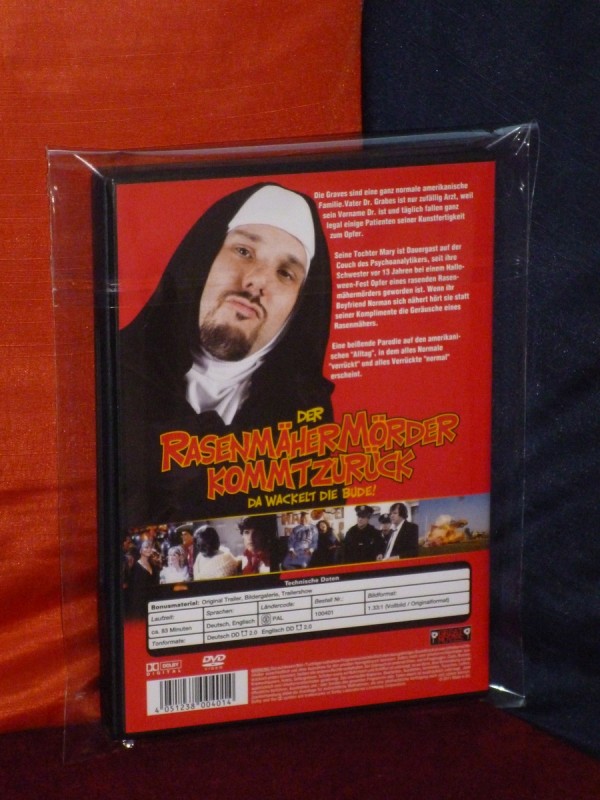 Die Graves sind eine ganz normale amerikanische
Familie. Vater Dr. Grabes ist nur zufällig Arzt, weil
sein Vorname Dr. ist und täglich fallen ganz
legal einige Patienten seiner Kunstfertigkeit
zum Opfer.
Seine Tochter Mary ist Dauergast auf der
Couch des Psychoanalytikers, seit ihre
Schwester vor 13 Jahren bei einem Hallo-
ween-Fest Opfer eines rasenden Rasen-
mähermörders geworden ist. Wenn ihr
Boyfriend Norman sich nähert hört sie statt
seiner Komplimente die Geräusche eines
Rasenmähers.
Eine beißende Parodie auf den amerikani-
schen "Alltag", in dem alles Normale
"verrückt" und alles Verrückte "normal"
erscheint.
DER
RASENMÄHERMÖRDER
KOMMT ZURÜCK
DA WACKELT DIE BUDE!
Technische Daten
Bonusmaterial: Original Trailer, Bildergalerie, Trailershow
Laufzeit: Sprachen: Ländercode: Bestell Nr.: Bildformat:
ca. 93 Minuten Deutsch, Englisch PAL 100401 1.33:1 (Vollbild / Originalformat)
Tonformate: Deutsch DD 2.0 Englisch DD 2.0
DOLBY
DIGITAL
DVD
VIDEO
4 051238 004014